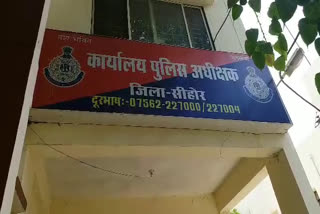 कार्यालय पुलिस अधीक्षक
जिला-सीहोर
दूरभाष:-07562-227000/227004